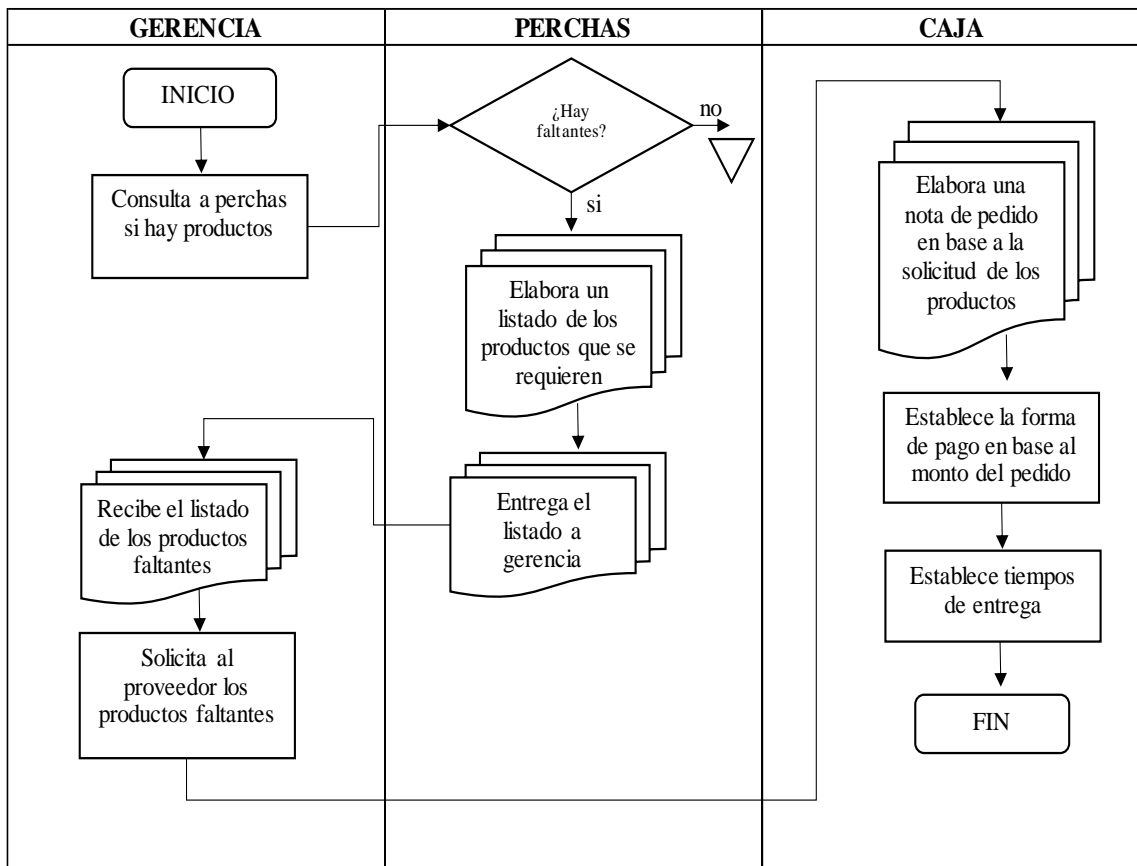 GERENCIA
PERCHAS
CAJA
INICIO
Consulta a perchas
si hay productos
¿Hay
faltantes?
no
si
Elabora un
listado de los
productos que se
requieren
Entrega el
listado a
gerencia
Recibe el listado
de los productos
faltantes
Solicita al
proveedor los
productos faltantes
Elabora una
nota de pedido
en base a la
solicitud de los
productos
Establece la forma
de pago en base al
monto del pedido
Establece tiempos
de entrega
FIN